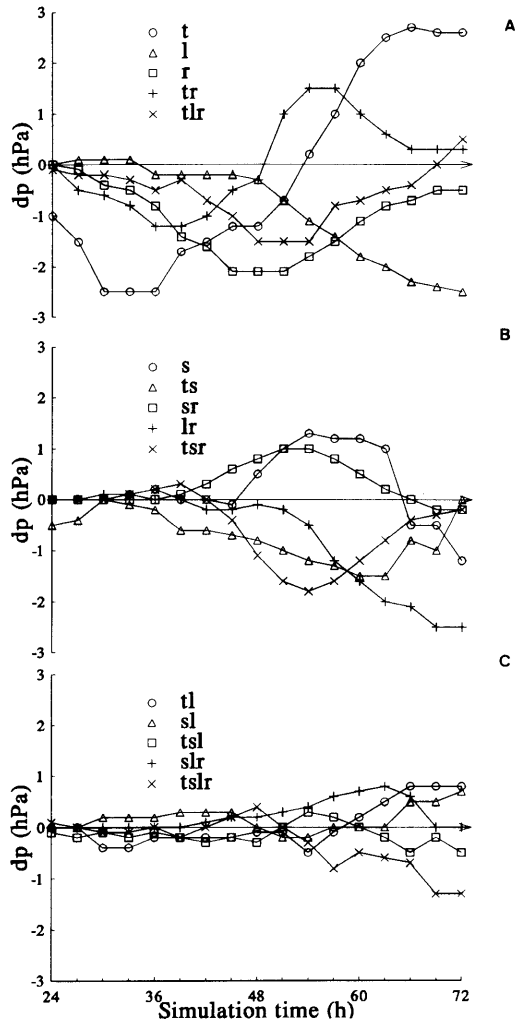 A
3
t
l
2
r
tr
1
tlr
dp (hPa)
0
-1
-2
-3
B
3
s
ts
2
sr
lr
1
tsr
dp (hPa)
0
-1
-2
-3
C
3
tl
sl
2
tsl
slr
1
tslr
dp (hPa)
0
-1
-2
-3
24 36 48 60 72
Simulation time (h)